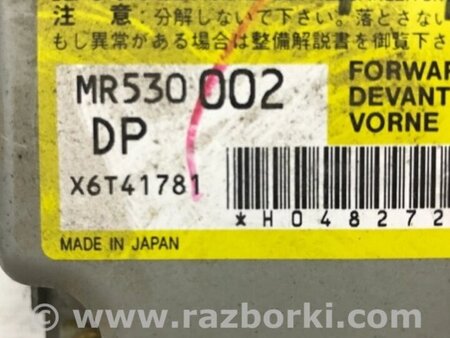 注 意：分解しないで下さい。落とさない
もし異常がある場合は整備解説書を御覧下さ
MR530 002
FORWAR
DP
DEVANT
VORNE
X6T41781
*H048272
MADE IN JAPAN
www.razborki.com